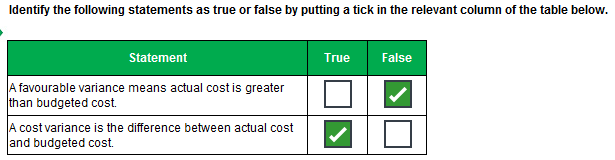 Identify the following statements as true or false by putting a tick in the relevant column of the table below.
Statement True False
A favourable variance means actual cost is greater
than budgeted cost.
A cost variance is the difference between actual cost
and budgeted cost.